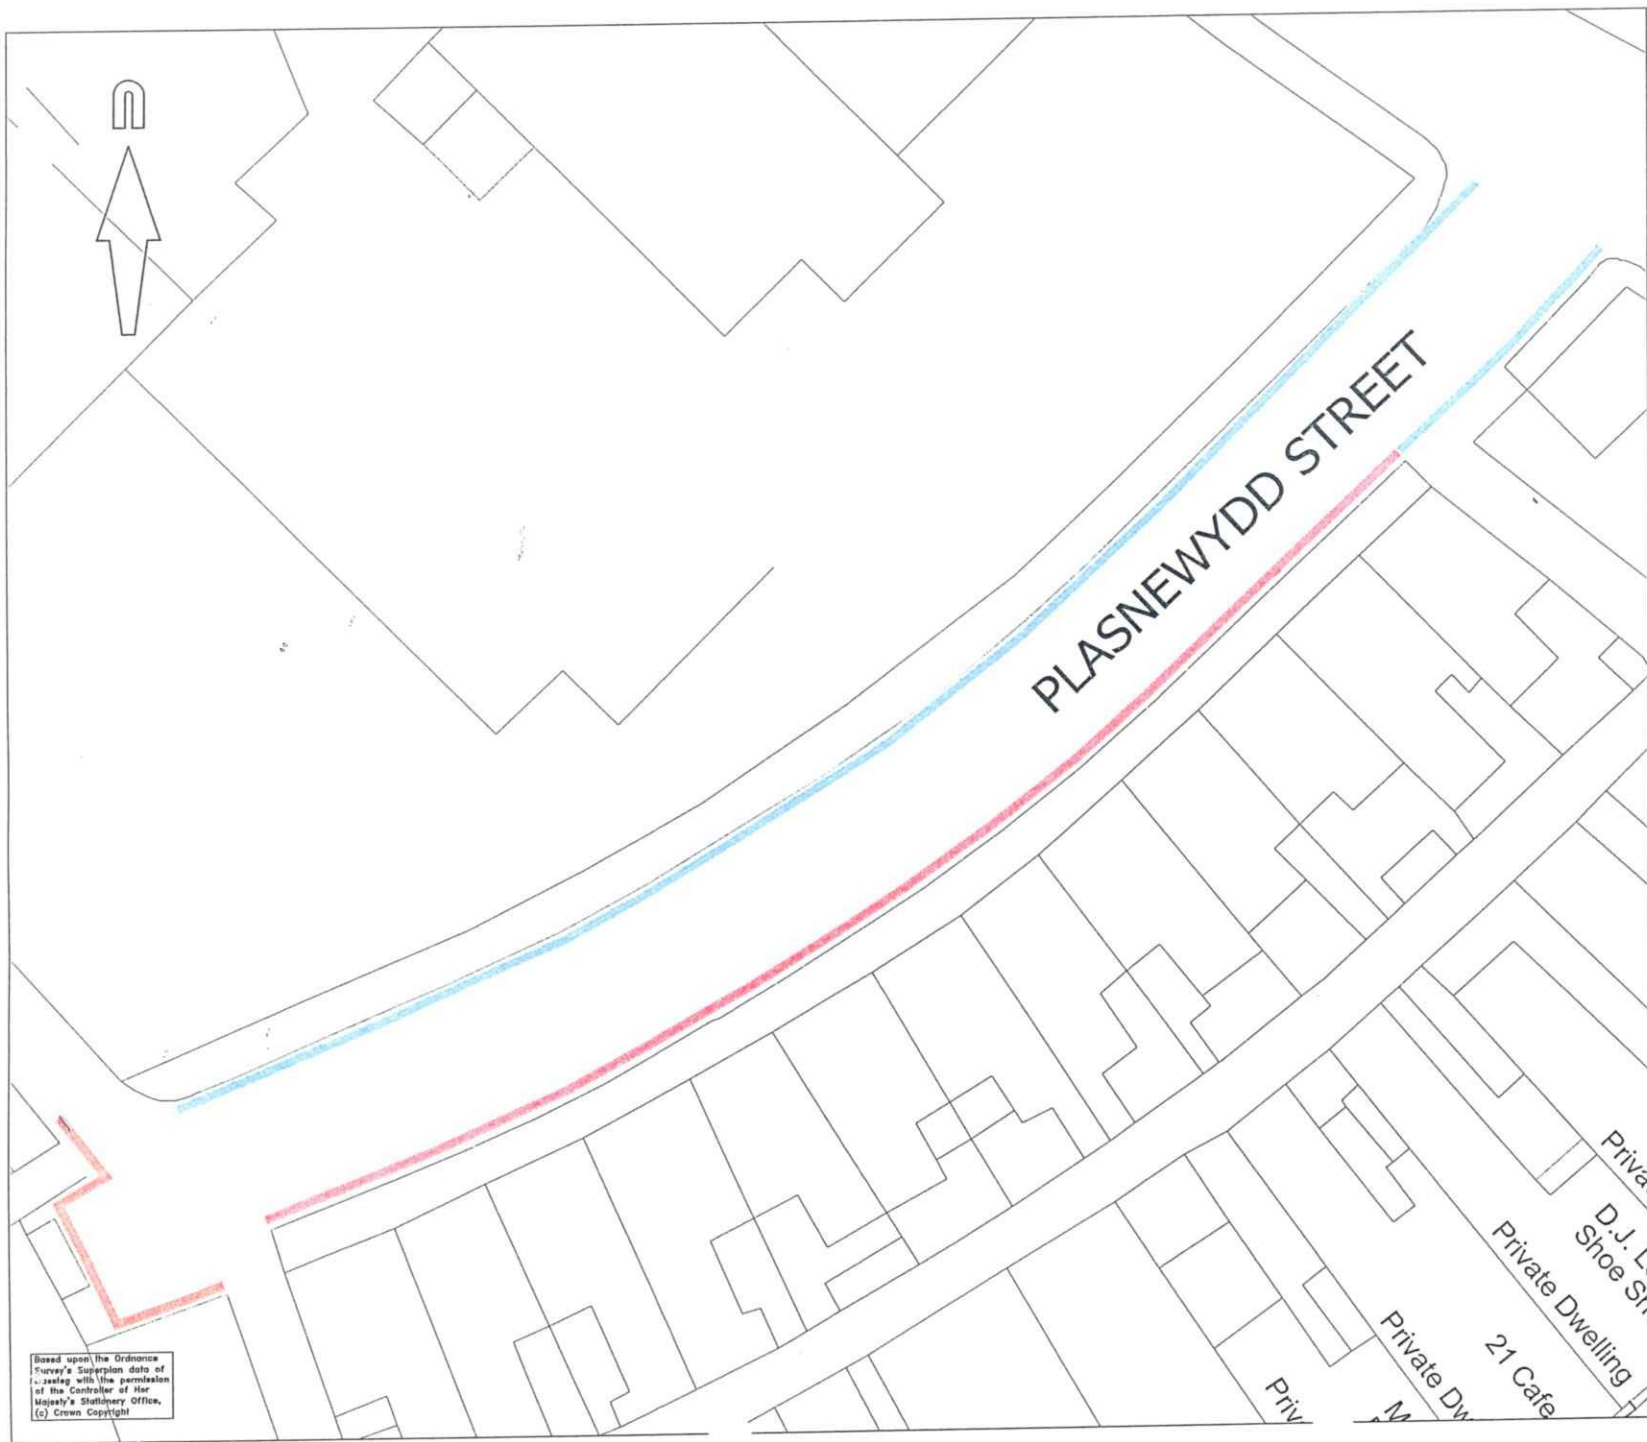 n
PLASNEWYDD STREET
Based upon the Ordnance
Survey's Superplan data of
with the permission
of the Controller of Her
Majesty's Stationery Office,
(c) Crown Copyright
D.J.
Shoe
Private Dwelling
21 Cafe
Private